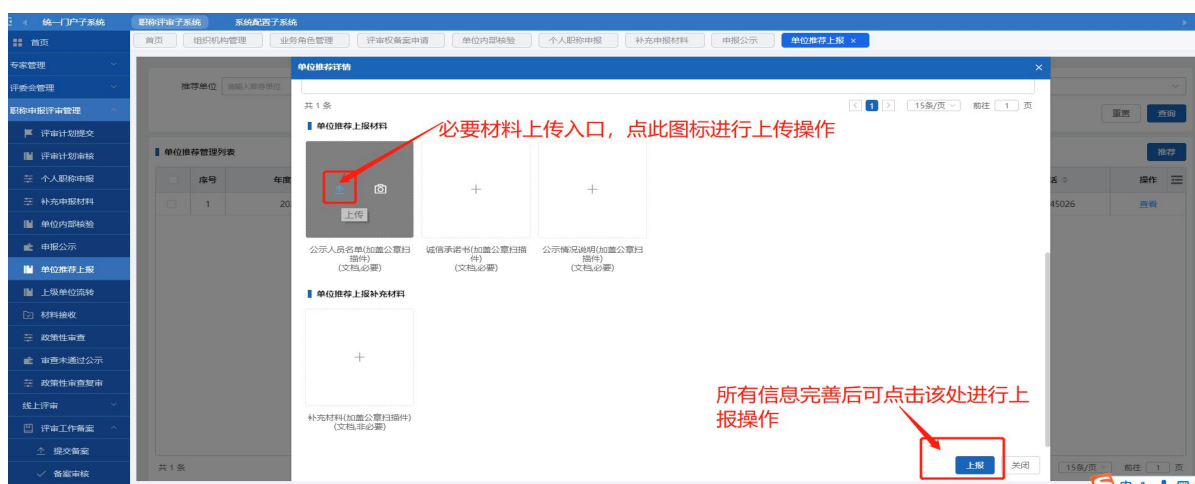 统一门户子系统 职称评审子系统 系统配置子系统
首页
首页 组织机构管理 业务角色管理 评审权备案申请 单位内部核验 个人职称申报 补充申报材料 申报公示 单位推荐上报 ×
专家管理
评委会管理
职称申报评审管理
评审计划提交
评审计划审核
个人职称申报
补充申报材料
单位内部核验
申报公示
单位推荐上报
上级单位流转
材料接收
政策性审查
审查未通过公示
政策性审查复审
线上评审
评审工作备案
提交备案
备案审核
推荐单位 请输入推荐单位
重置 查询
单位推荐管理列表
推荐
序号 年度
操作
1 20
45026 查看
共 1 条
15条/页 前往 1 页
单位推荐详情 ×
共 1 条
1 15条/页 前往 1 页
单位推荐上报材料
必要材料上传入口，点此图标进行上传操作
上传
公示人员名单(加盖公章扫
描件)
(文档,必要)
诚信承诺书(加盖公章扫描
件)
(文档,必要)
公示情况说明(加盖公章扫
描件)
(文档,必要)
单位推荐上报补充材料
补充材料(加盖公章扫描件)
(文档,非必要)
所有信息完善后可点击该处进行上
报操作
上报 关闭